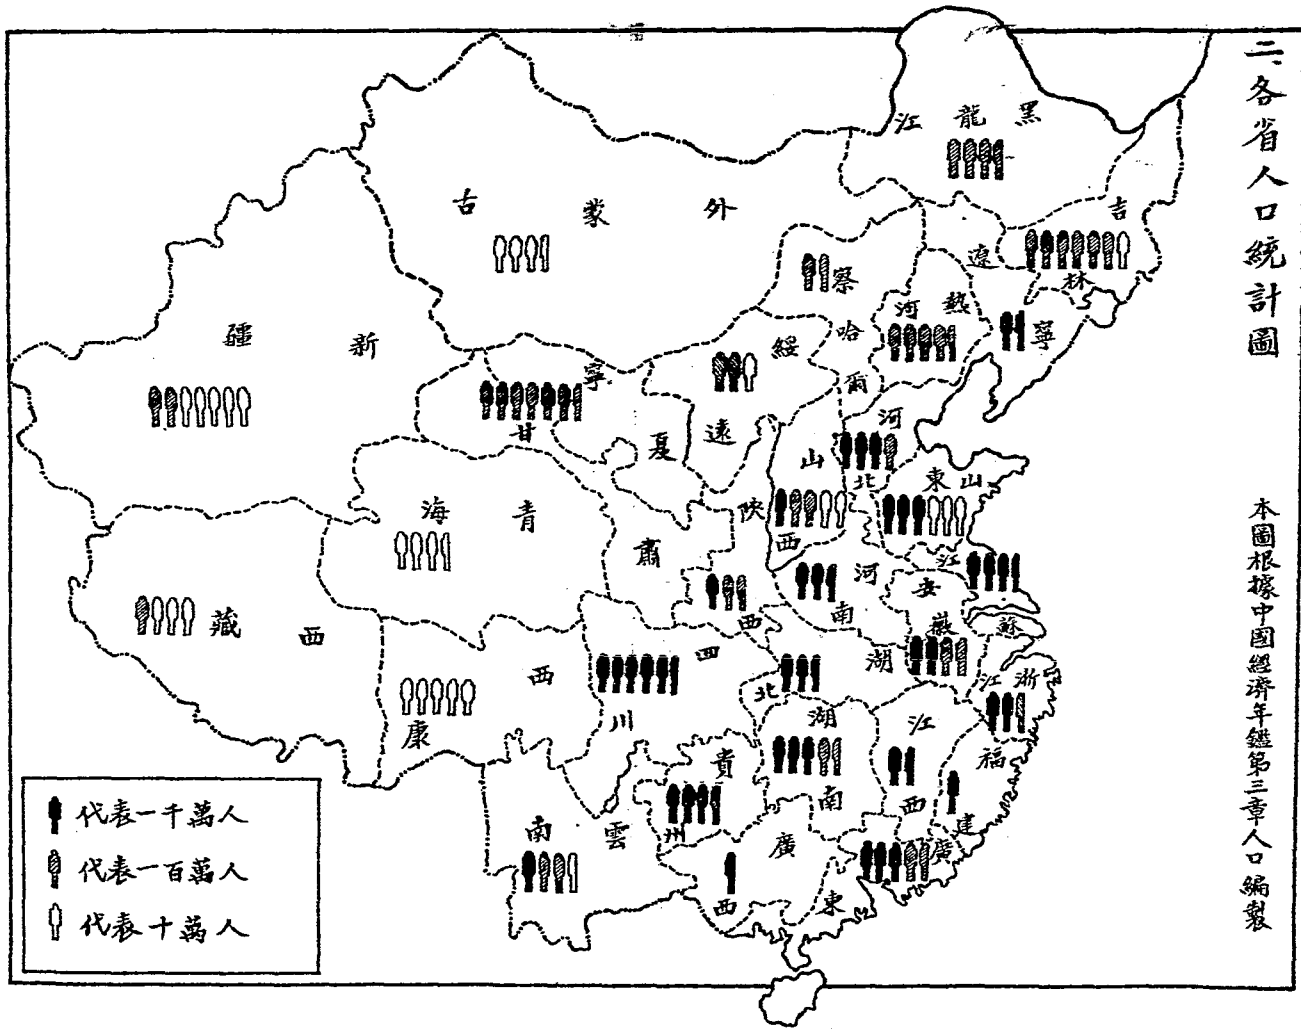 二、各省人口統計圖
本圖根據中國經濟年鑑第三章人口編製
黑龍江
吉林
遼寧
外蒙古
熱河
察哈爾
綏遠
寧夏
新疆
甘肅
青海
西藏
西康
陝西
山西
河北
山東
河南
江蘇
安徽
浙江
湖北
四川
湖南
江西
福建
貴州
雲南
廣西
廣東
代表一千萬人
代表一百萬人
代表十萬人